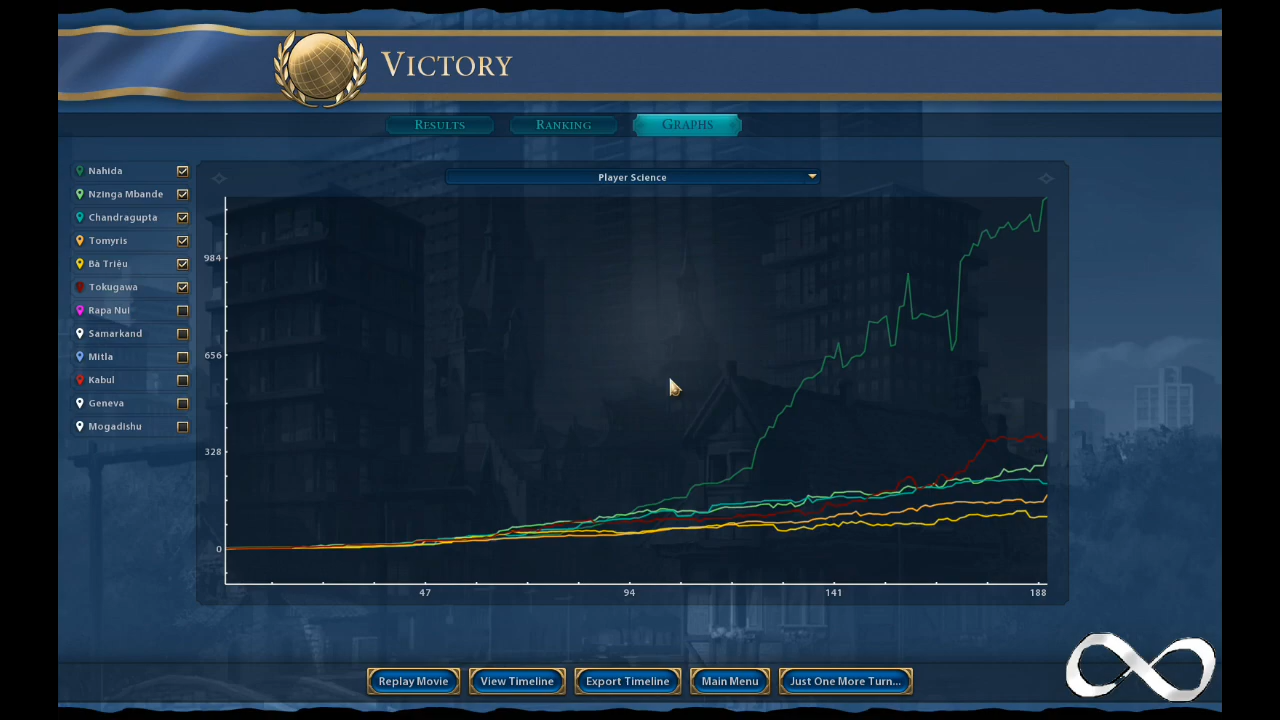 VICTORY
RESULTS
RANKING
GRAPHS
Nahida
Nzinga Mbande
Chandragupta
Tomyris
Bà Triệu
Tokugawa
Rapa Nui
Samarkand
Mitla
Kabul
Geneva
Mogadishu
Player Science
984
656
328
0
47
94
141
188
Replay Movie
View Timeline
Export Timeline
Main Menu
Just One More Turn...